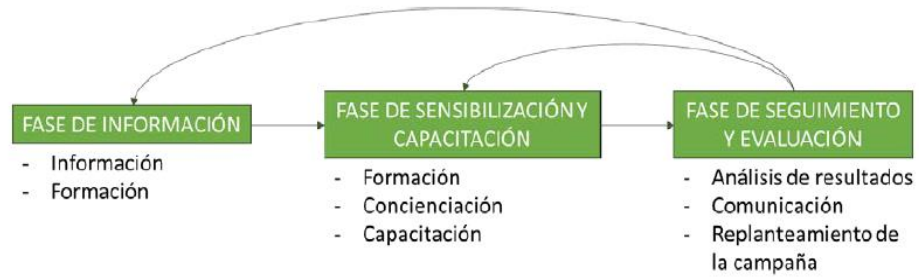 FASE DE INFORMACIÓN
- Información
- Formación
FASE DE SENSIBILIZACIÓN Y
CAPACITACIÓN
- Formación
- Concienciación
- Capacitación
FASE DE SEGUIMIENTO
Y EVALUACIÓN
- Análisis de resultados
- Comunicación
- Replanteamiento de
la campaña